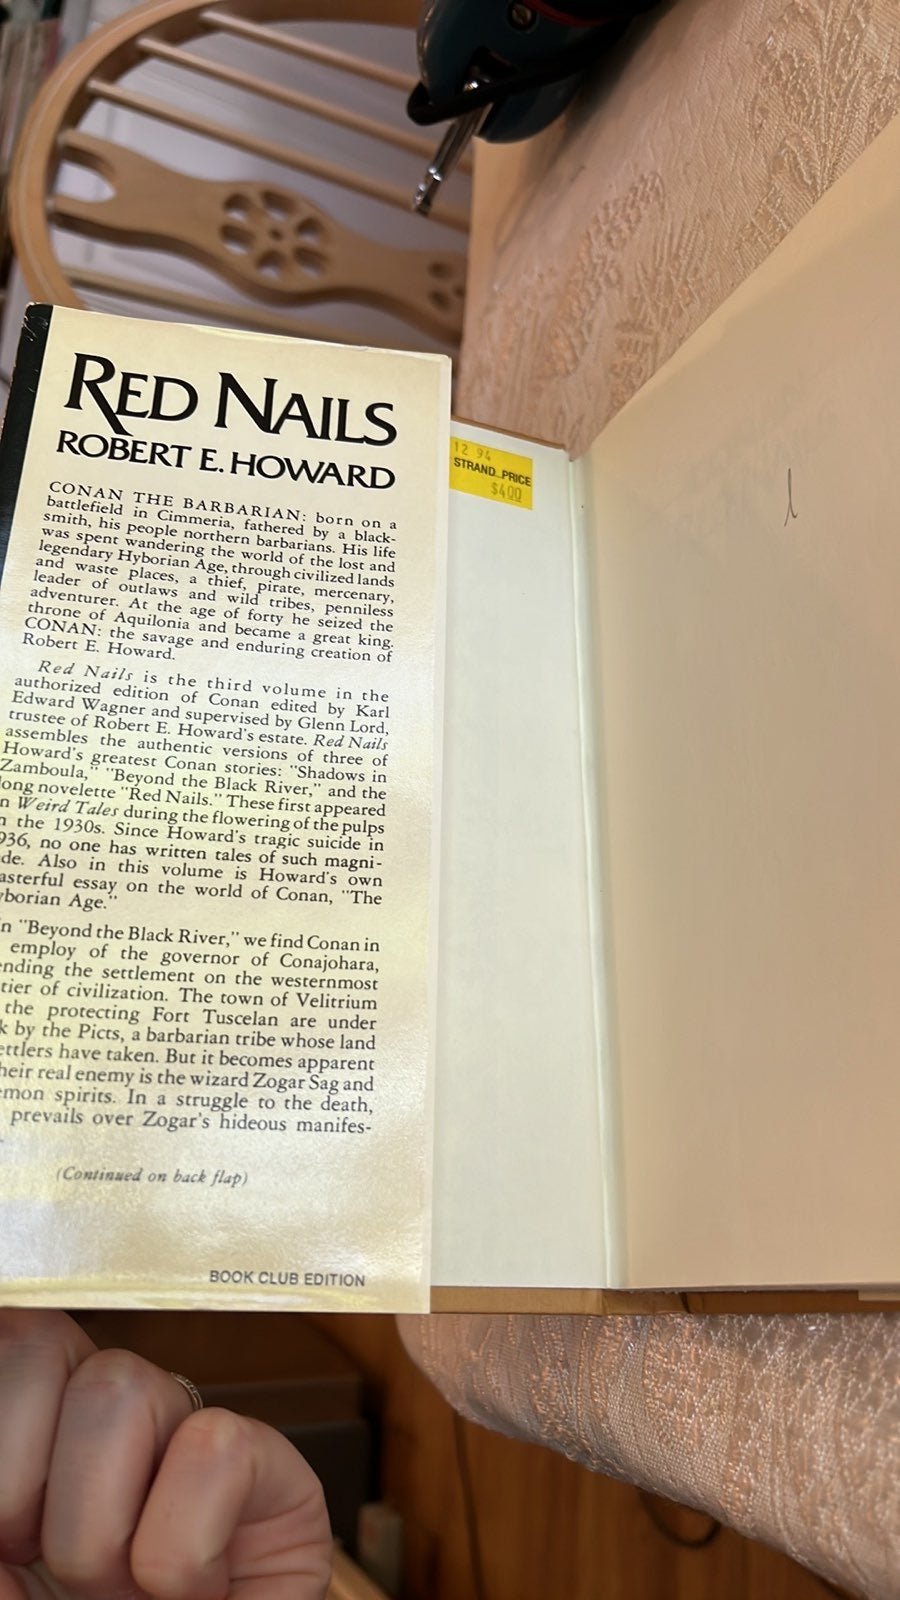 RED NAILS
ROBERT E. HOWARD
CONAN THE BARBARIAN: born on a
battlefield in Cimmeria, fathered by a black-
smith, his people northern barbarians. His life
was spent wandering the world of the lost and
legendary Hyborian Age, through civilized lands
and waste places, a thief, pirate, mercenary,
leader of outlaws and wild tribes, penniless
adventurer. At the age of forty he seized the
throne of Aquilonia and became a great king.
CONAN: the savage and enduring creation of
Robert E. Howard.
Red Nails is the third volume in the
authorized edition of Conan edited by Karl
Edward Wagner and supervised by Glenn Lord,
trustee of Robert E. Howard's estate. Red Nails
assembles the authentic versions of three of
Howard's greatest Conan stories: "Shadows in
Zamboula," "Beyond the Black River," and the
long novelette "Red Nails." These first appeared
n Weird Tales during the flowering of the pulps
n the 1930s. Since Howard's tragic suicide in
936, no one has written tales of such magni-
de. Also in this volume is Howard's own
asterful essay on the world of Conan, "The
yborian Age."
n "Beyond the Black River," we find Conan in
employ of the governor of Conajohara,
ending the settlement on the westernmost
tier of civilization. The town of Velitrium
the protecting Fort Tuscelan are under
k by the Picts, a barbarian tribe whose land
ettlers have taken. But it becomes apparent
heir real enemy is the wizard Zogar Sag and
emon spirits. In a struggle to the death,
prevails over Zogar's hideous manifes-
(Continued on back flap)
BOOK CLUB EDITION
12 94
STRAND PRICE
$4.00